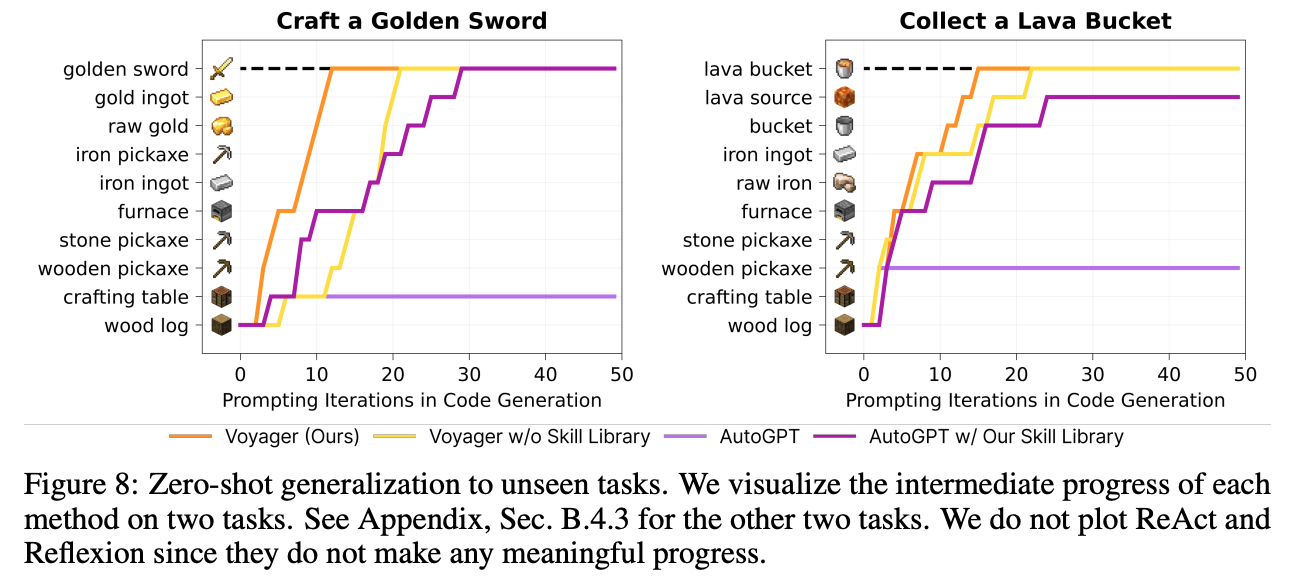 Craft a Golden Sword
golden sword
gold ingot
raw gold
iron pickaxe
iron ingot
furnace
stone pickaxe
wooden pickaxe
crafting table
wood log
0 10 20 30 40 50
Prompting Iterations in Code Generation
Collect a Lava Bucket
lava bucket
lava source
bucket
iron ingot
raw iron
furnace
stone pickaxe
wooden pickaxe
crafting table
wood log
0 10 20 30 40 50
Prompting Iterations in Code Generation
Voyager (Ours) Voyager w/o Skill Library AutoGPT AutoGPT w/ Our Skill Library
Figure 8: Zero-shot generalization to unseen tasks. We visualize the intermediate progress of each
method on two tasks. See Appendix, Sec. B.4.3 for the other two tasks. We do not plot ReAct and
Reflexion since they do not make any meaningful progress.